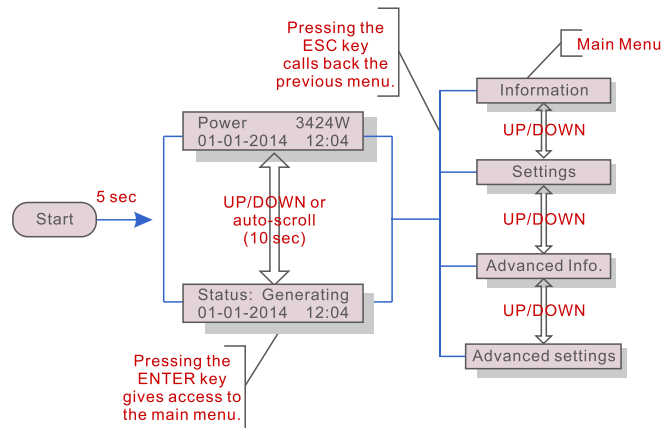 Pressing the
ESC key
calls back the
previous menu.
Main Menu
Information
UP/DOWN
Settings
UP/DOWN
Advanced Info.
UP/DOWN
Advanced settings
Power 3424W
01-01-2014 12:04
5 sec
Start
UP/DOWN or
auto-scroll
(10 sec)
Status: Generating
01-01-2014 12:04
Pressing the
ENTER key
gives access to
the main menu.